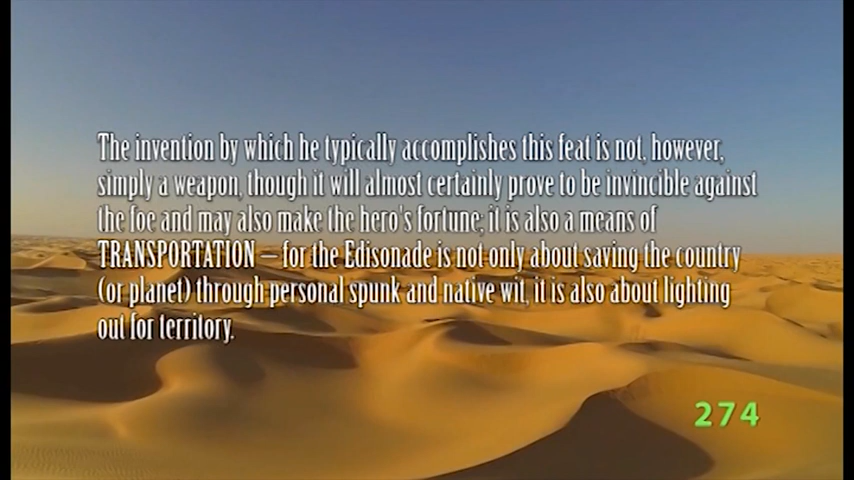 The invention by which he typically accomplishes this feat is not, however,
simply a weapon, though it will almost certainly prove to be invincible against
the foe and may also make the hero's fortune; it is also a means of
TRANSPORTATION – for the Edisonade is not only about saving the country
(or planet) through personal spunk and native wit, it is also about lighting
out for territory.
274